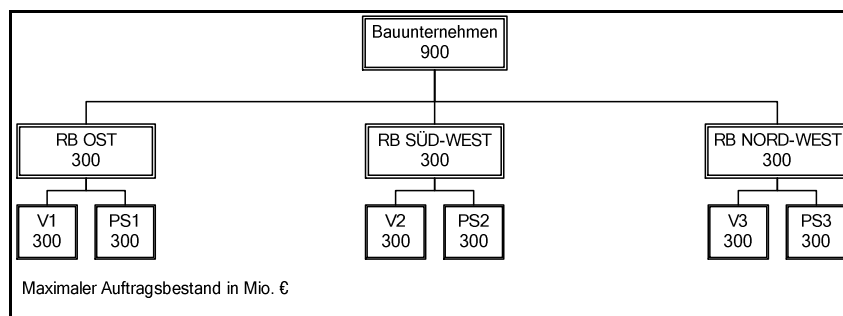 Bauunternehmen
900
RB OST
300
RB SÜD-WEST
300
RB NORD-WEST
300
V1
300
PS1
300
V2
300
PS2
300
V3
300
PS3
300
Maximaler Auftragsbestand in Mio. €